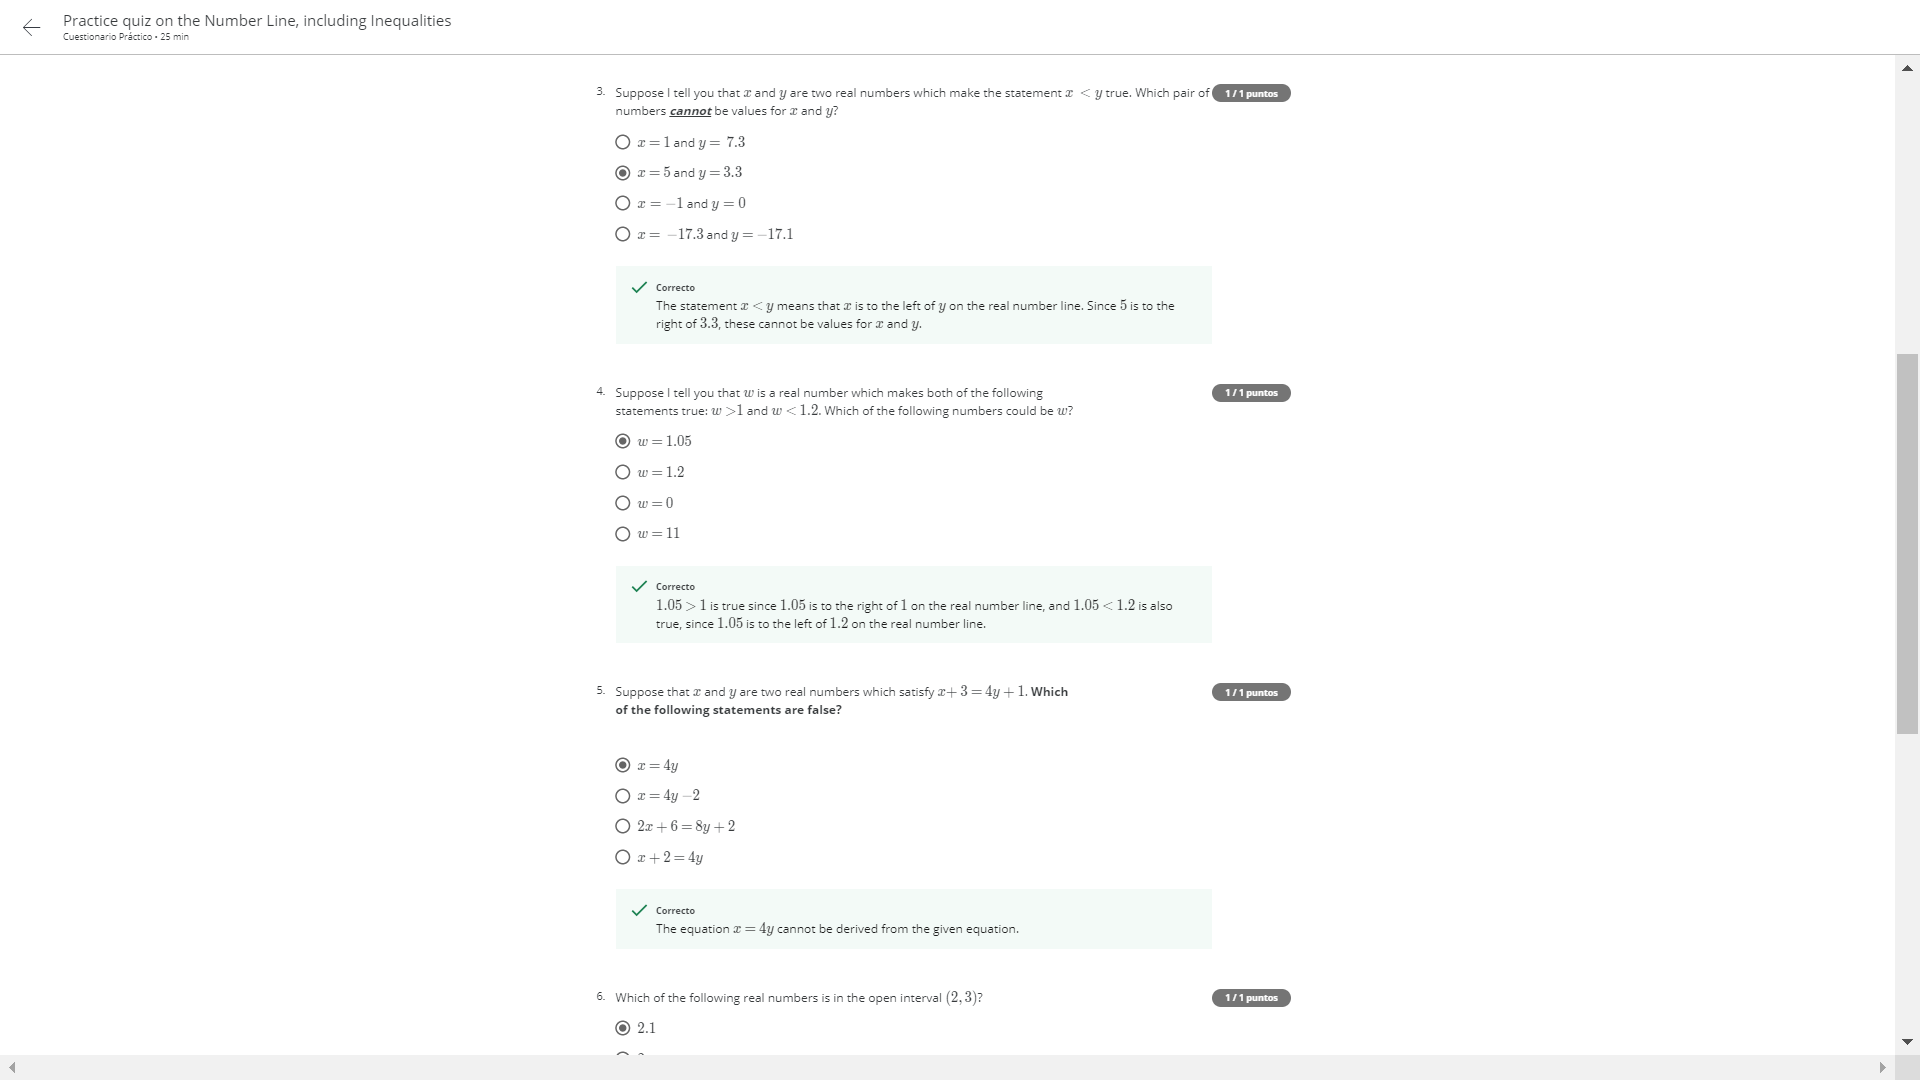 Practice quiz on the Number Line, including Inequalities
Cuestionario Práctico • 25 min
3. Suppose I tell you that x and y are two real numbers which make the statement x < y true. Which pair of 1 / 1 puntos
numbers cannot be values for x and y?
x = 1 and y = 7.3
x = 5 and y = 3.3
x = −1 and y = 0
x = −17.3 and y = −17.1
Correcto
The statement x < y means that x is to the left of y on the real number line. Since 5 is to the
right of 3.3, these cannot be values for x and y.
4. Suppose I tell you that w is a real number which makes both of the following 1 / 1 puntos
statements true: w >1 and w < 1.2. Which of the following numbers could be w?
w = 1.05
w = 1.2
w = 0
w = 11
Correcto
1.05 > 1 is true since 1.05 is to the right of 1 on the real number line, and 1.05 < 1.2 is also
true, since 1.05 is to the left of 1.2 on the real number line.
5. Suppose that x and y are two real numbers which satisfy x+ 3 = 4y + 1. Which 1 / 1 puntos
of the following statements are false?
x = 4y
x = 4y −2
2x + 6 = 8y + 2
x + 2 = 4y
Correcto
The equation x = 4y cannot be derived from the given equation.
6. Which of the following real numbers is in the open interval (2, 3)? 1 / 1 puntos
2.1